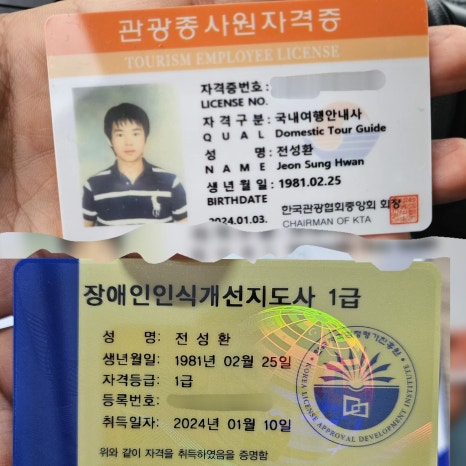 관광종사원자격증
TOURISM EMPLOYEE LICENSE
자격증번호 :
LICENSE NO.
자 격 구 분 : 국내여행안내사
Q U A L Domestic Tour Guide
성 명 : 전성환
N A M E Jeon Sung Hwan
생 년 월 일 : 1981.02.25
BIRTHDATE
2024.01.03. 한국관광협회중앙회 회장
CHAIRMAN OF KTA
장애인인식개선지도사 1급
성 명: 전 성 환
생년월일: 1981년 02월 25일
자격등급: 1급
등록번호:
취득일자: 2024년 01월 10일
위와 같이 자격을 취득하였음을 증명함
KOREA LICENSE APPROVAL DEVELOPMENT INSTITUTE